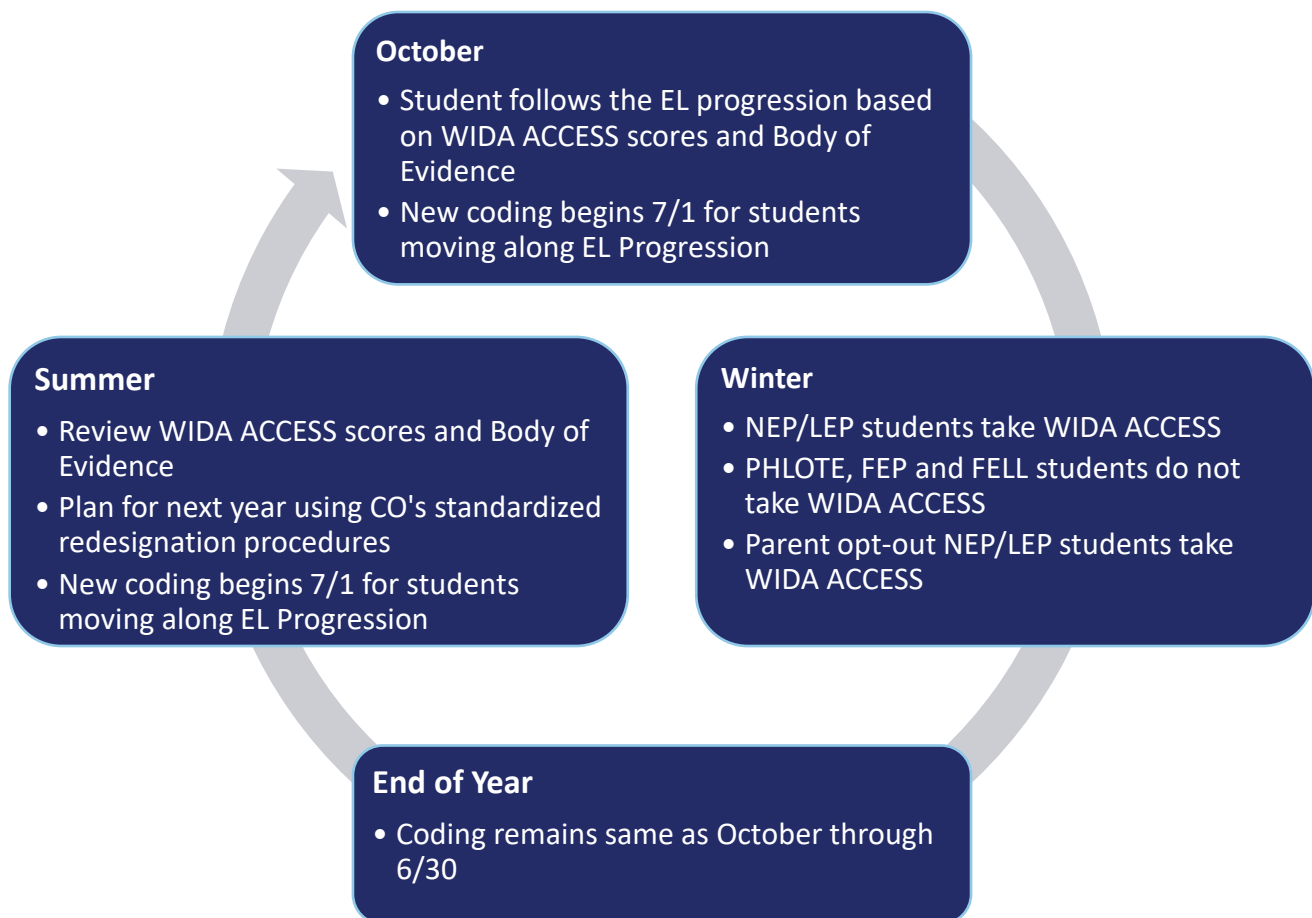 October
• Student follows the EL progression based
on WIDA ACCESS scores and Body of
Evidence
• New coding begins 7/1 for students
moving along EL Progression
Winter
• NEP/LEP students take WIDA ACCESS
• PHLOTE, FEP and FELL students do not
take WIDA ACCESS
• Parent opt-out NEP/LEP students take
WIDA ACCESS
End of Year
• Coding remains same as October through
6/30
Summer
• Review WIDA ACCESS scores and Body of
Evidence
• Plan for next year using CO's standardized
redesignation procedures
• New coding begins 7/1 for students
moving along EL Progression